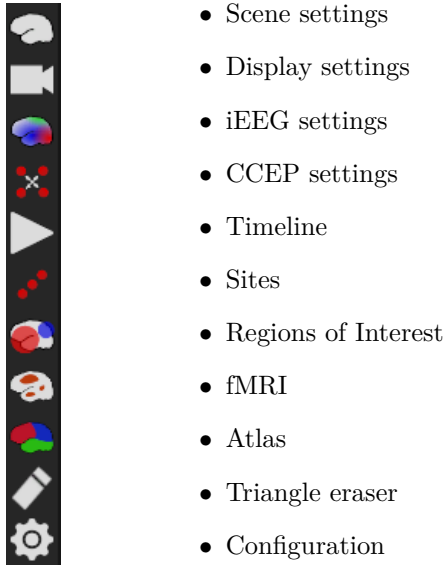 • Scene settings
• Display settings
• iEEG settings
• CCEP settings
• Timeline
• Sites
• Regions of Interest
• fMRI
• Atlas
• Triangle eraser
• Configuration